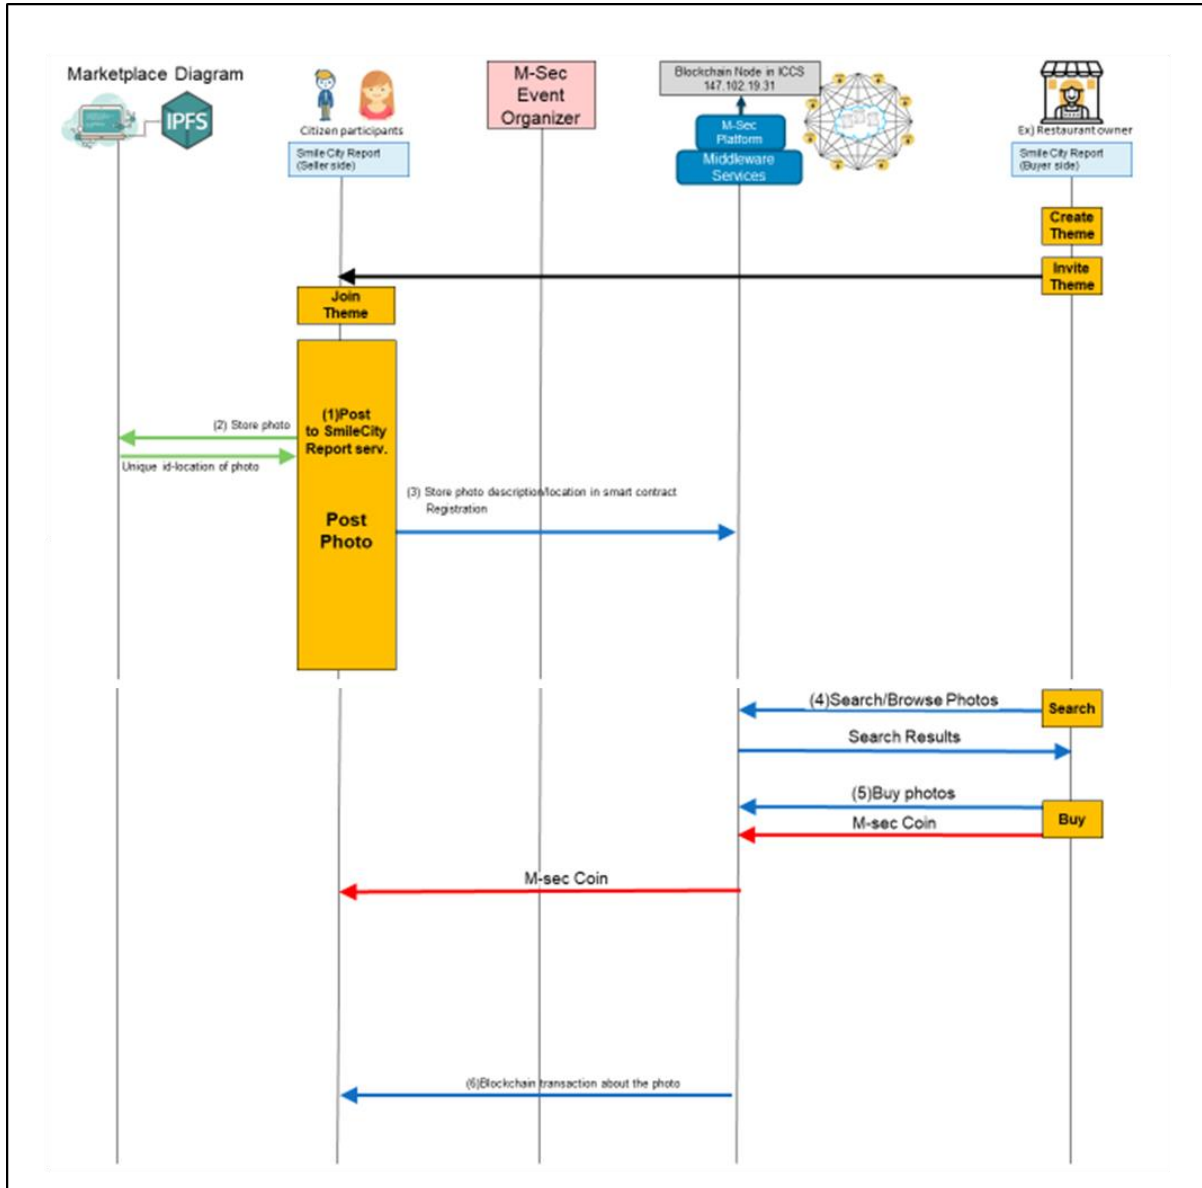 Marketplace Diagram
IPFS
Citizen participants
Smile City Report
(Seller side)
M-Sec
Event
Organizer
Blockchain Node in ICCS
147.102.19.31
M-Sec
Platform
Middleware
Services
Ex) Restaurant owner
Smile City Report
(Buyer side)
Create
Theme
Invite
Theme
Join
Theme
(1)Post
to SmileCity
Report serv.
(2) Store photo
Unique id-location of photo
(3) Store photo description/location in smart contract
Registration
Post
Photo
(4)Search/Browse Photos
Search
Search Results
(5)Buy photos
Buy
M-sec Coin
M-sec Coin
(6)Blockchain transaction about the photo